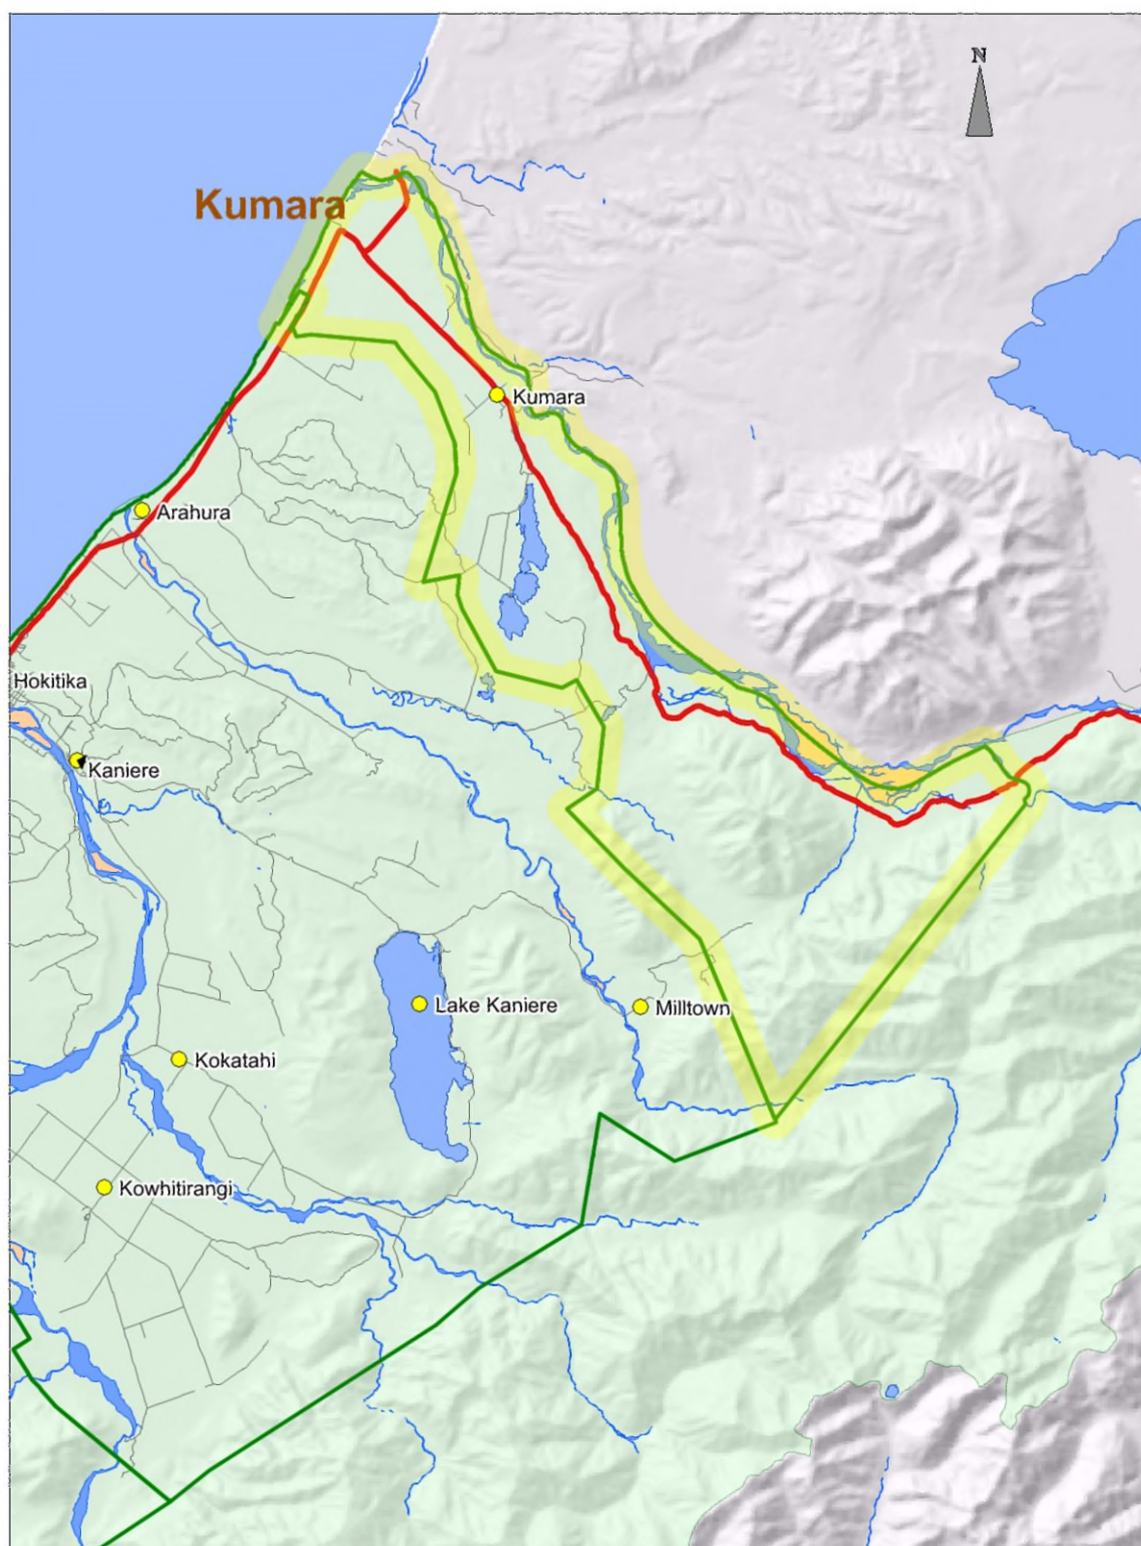 N
Kumara
Kumara
Arahura
Hokitika
Kaniere
Lake Kaniere
Milltown
Kokatahi
Kowhitirangi